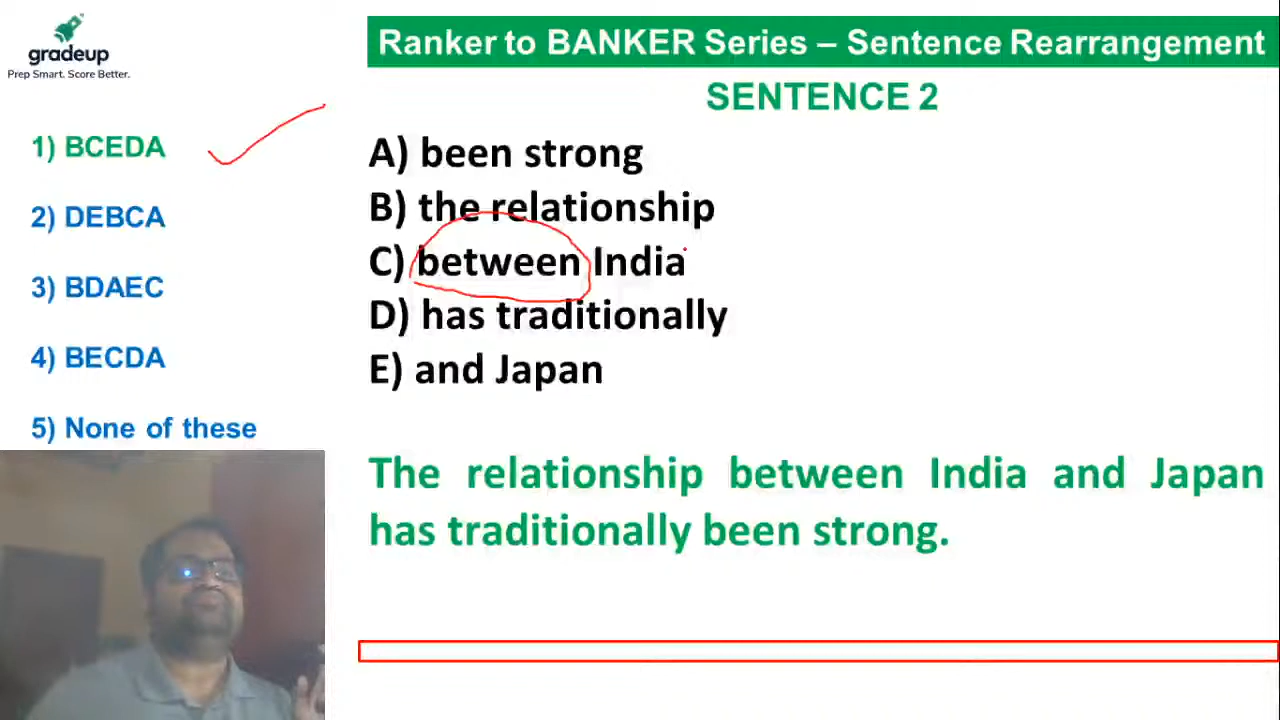 gradeup
Prep Smart. Score Better.
Ranker to BANKER Series – Sentence Rearrangement
SENTENCE 2
1) BCEDA
2) DEBCA
3) BDAEC
4) BECDA
5) None of these
A) been strong
B) the relationship
C) between India
D) has traditionally
E) and Japan
The relationship between India and Japan
has traditionally been strong.